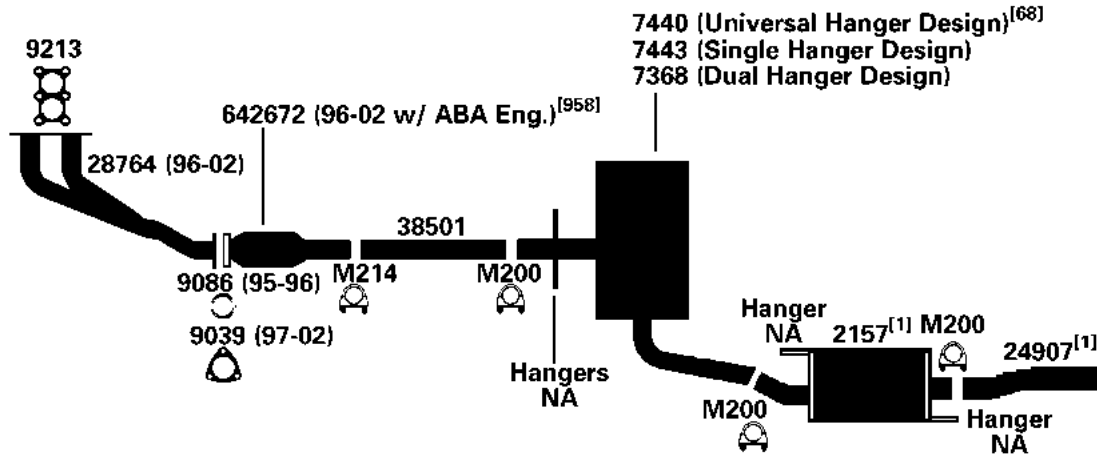 7440 (Universal Hanger Design)[68]
7443 (Single Hanger Design)
7368 (Dual Hanger Design)
9213
642672 (96-02 w/ ABA Eng.)[958]
28764 (96-02)
38501
9086 (95-96)
M214
M200
9039 (97-02)
Hangers
NA
Hanger
NA
2157[1]
M200
24907[1]
M200
Hanger
NA